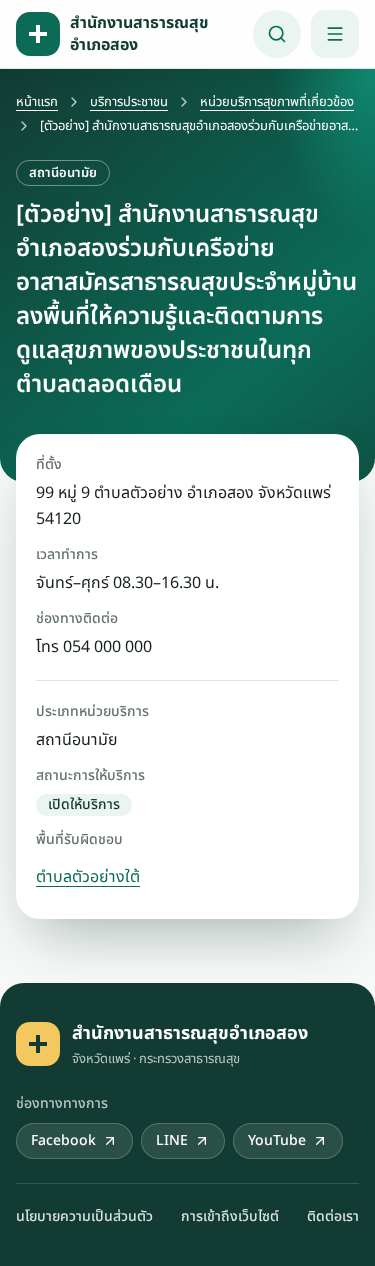 สำนักงานสาธารณสุข
อำเภอสอง
หน้าแรก
บริการประชาชน
หน่วยบริการสุขภาพที่เกี่ยวข้อง
[ตัวอย่าง] สำนักงานสาธารณสุขอำเภอสองร่วมกับเครือข่ายอาส…
สถานีอนามัย
[ตัวอย่าง] สำนักงานสาธารณสุข
อำเภอสองร่วมกับเครือข่าย
อาสาสมัครสาธารณสุขประจำหมู่บ้าน
ลงพื้นที่ให้ความรู้และติดตามการ
ดูแลสุขภาพของประชาชนในทุก
ตำบลตลอดเดือน
ที่ตั้ง
99 หมู่ 9 ตำบลตัวอย่าง อำเภอสอง จังหวัดแพร่
54120
เวลาทำการ
จันทร์–ศุกร์ 08.30–16.30 น.
ช่องทางติดต่อ
โทร 054 000 000
ประเภทหน่วยบริการ
สถานีอนามัย
สถานะการให้บริการ
เปิดให้บริการ
พื้นที่รับผิดชอบ
ตำบลตัวอย่างใต้
สำนักงานสาธารณสุขอำเภอสอง
จังหวัดแพร่ · กระทรวงสาธารณสุข
ช่องทางทางการ
Facebook
LINE
YouTube
นโยบายความเป็นส่วนตัว
การเข้าถึงเว็บไซต์
ติดต่อเรา